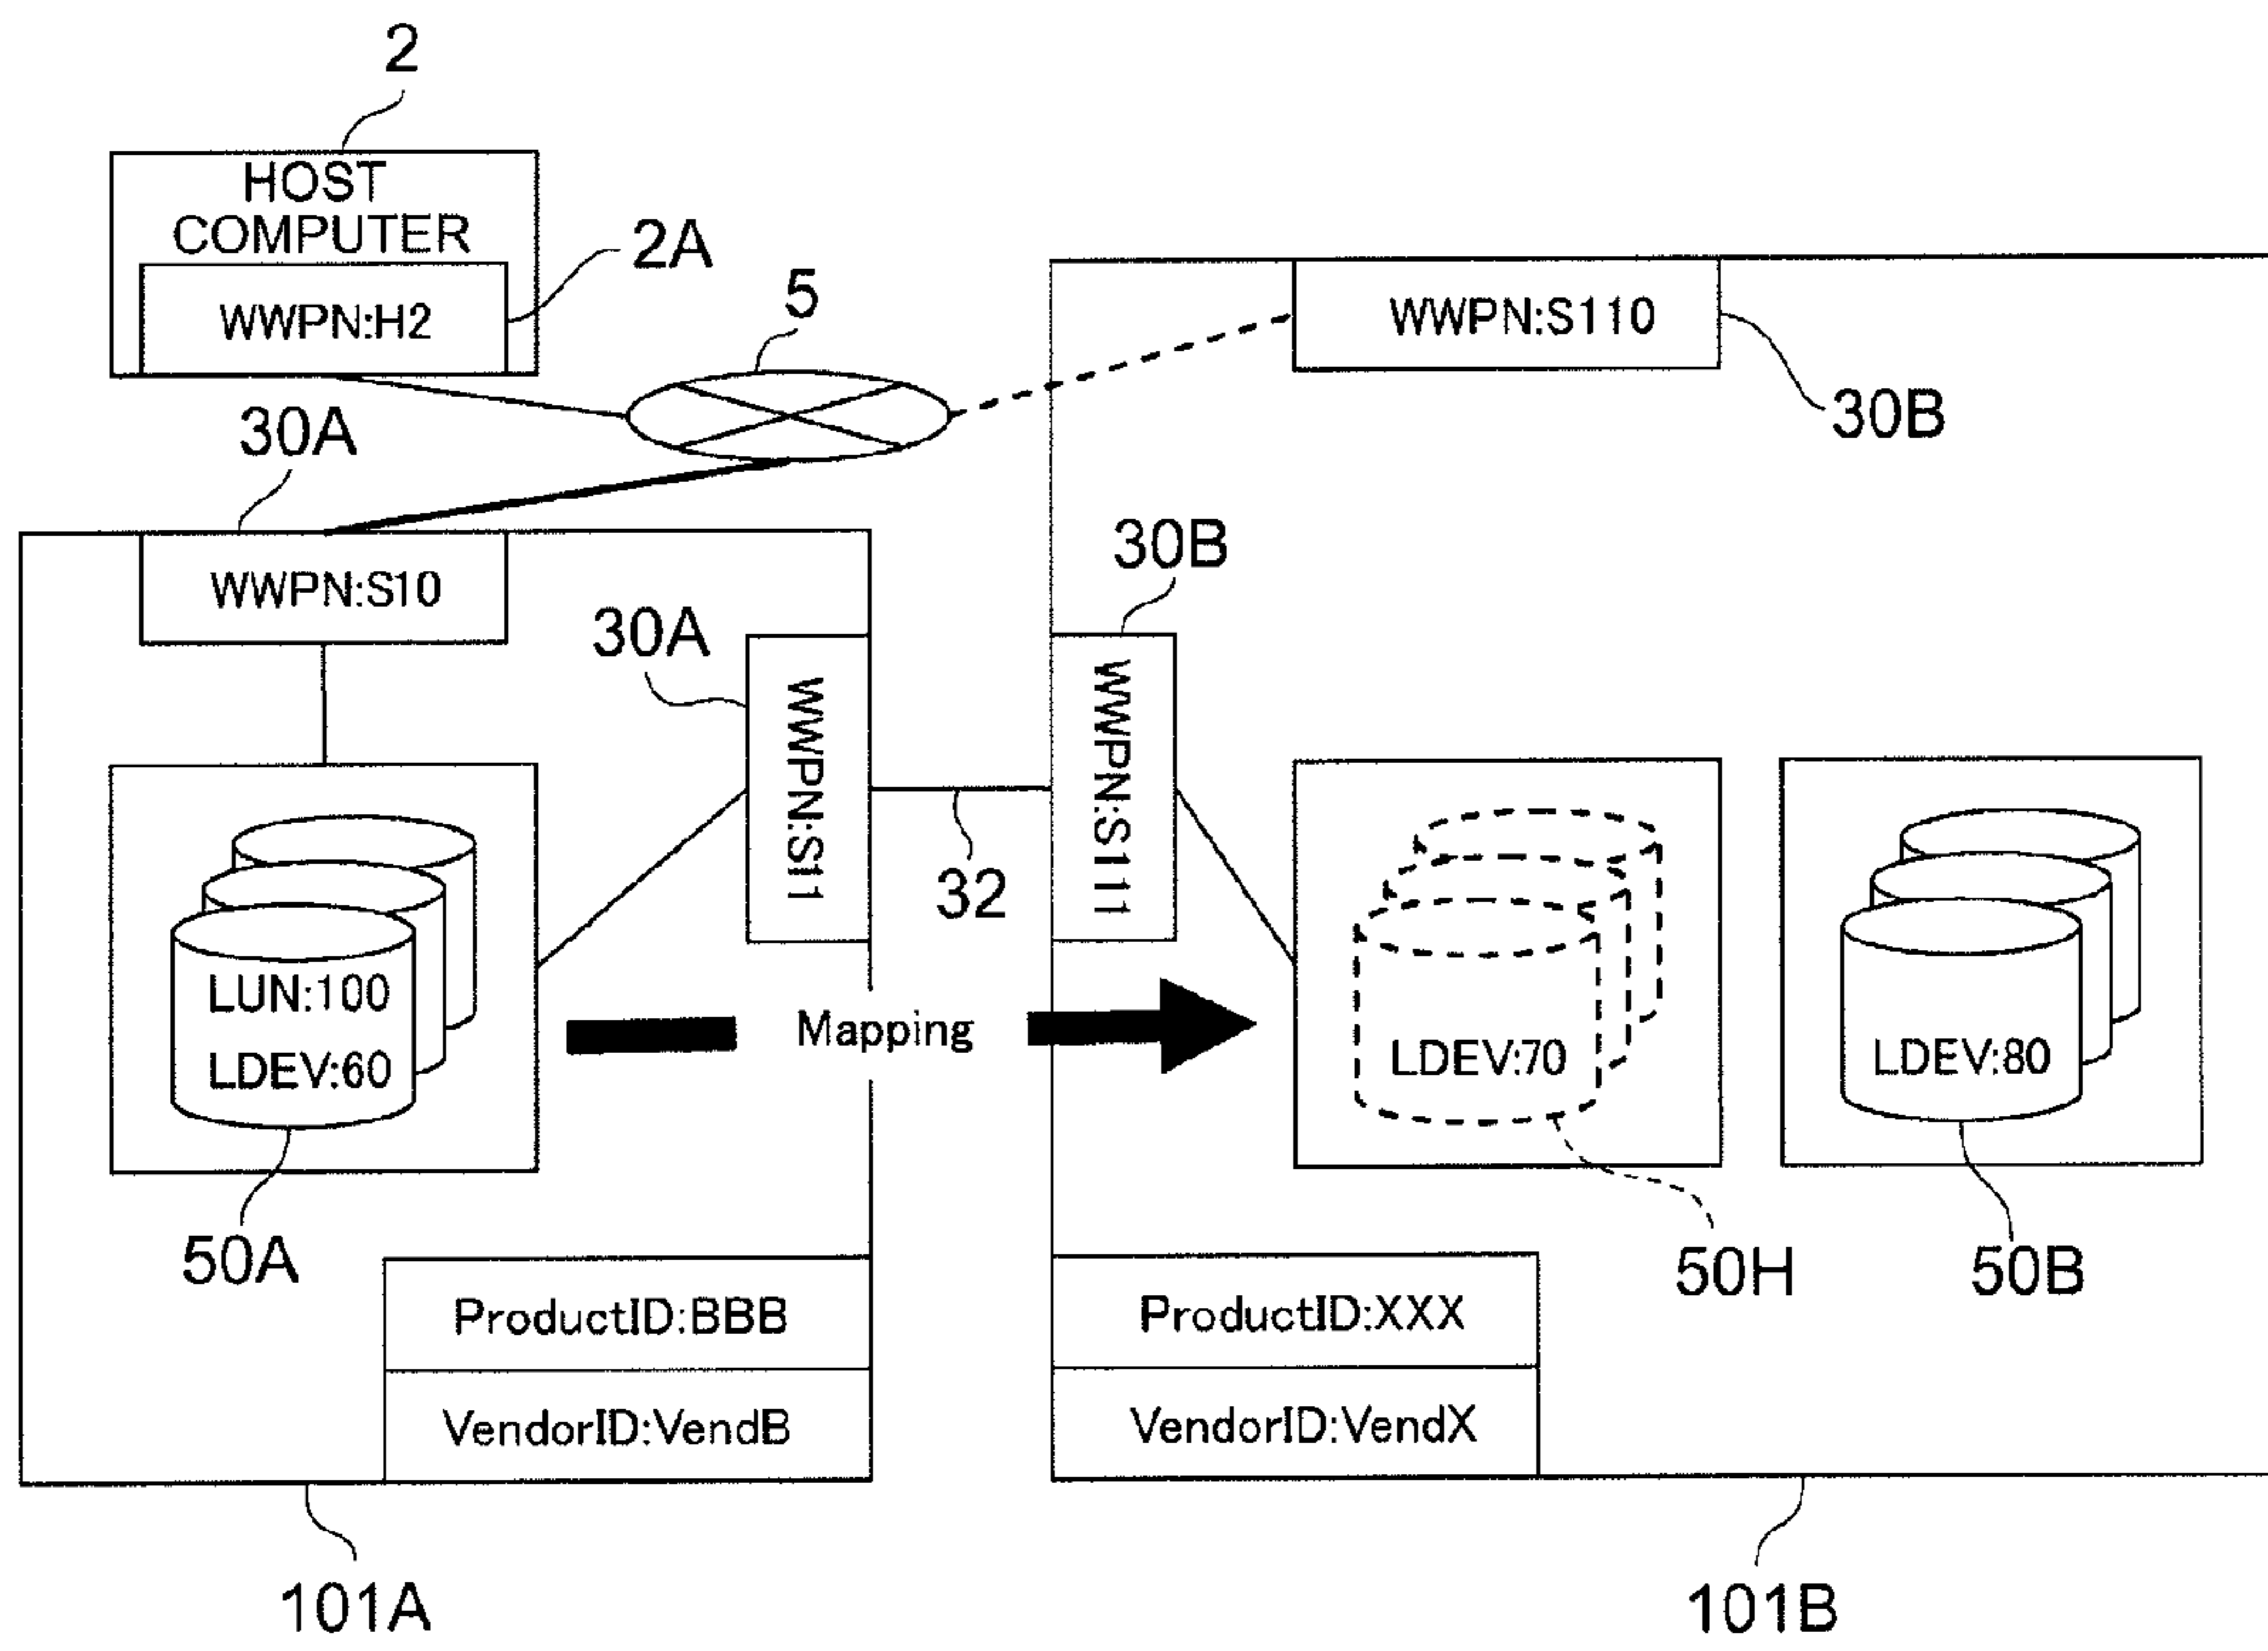 2
HOST
COMPUTER
2A
WWPN:H2
5
WWPN:S110
30B
30A
WWPN:S10
30A
30B
WWPN:S11
WWPN:S111
32
LUN:100
LDEV:60
Mapping
LDEV:70
LDEV:80
50A
50H
50B
ProductID:BBB
ProductID:XXX
VendorID:VendB
VendorID:VendX
101A
101B